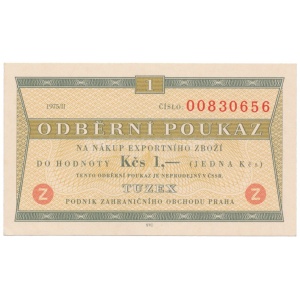 1
1973/II
ČÍSLO: 00830656
ODBĚRNÍ POUKAZ
NA NÁKUP EXPORTNÍHO ZBOŽÍ
DO HODNOTY Kčs 1,— (JEDNA Kčs)
TENTO ODBĚRNÍ POUKAZ JE NEPRODEJNÝ V ČSSR.
Z TUZEX Z
PODNIK ZAHRANIČNÍHO OBCHODU PRAHA